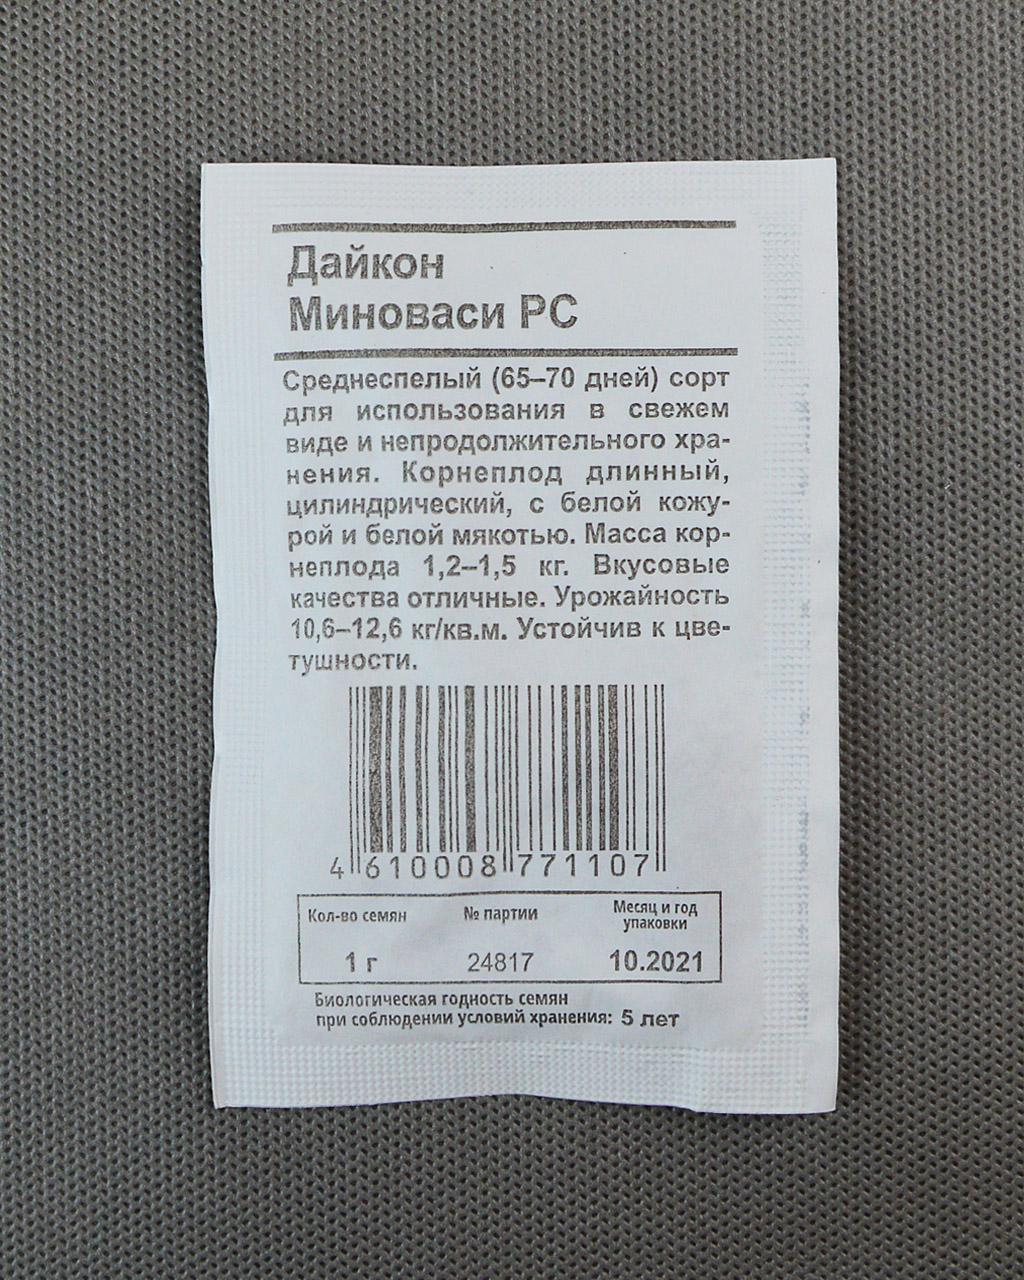 Дайкон
Миноваси РС
Среднеспелый (65–70 дней) сорт
для использования в свежем
виде и непродолжительного хра-
нения. Корнеплод длинный,
цилиндрический, с белой кожу-
рой и белой мякотью. Масса кор-
неплода 1,2–1,5 кг. Вкусовые
качества отличные. Урожайность
10,6–12,6 кг/кв.м. Устойчив к цве-
тушности.
4 610008 771107
Кол-во семян № партии Месяц и год
упаковки
1 г 24817 10.2021
Биологическая годность семян
при соблюдении условий хранения: 5 лет